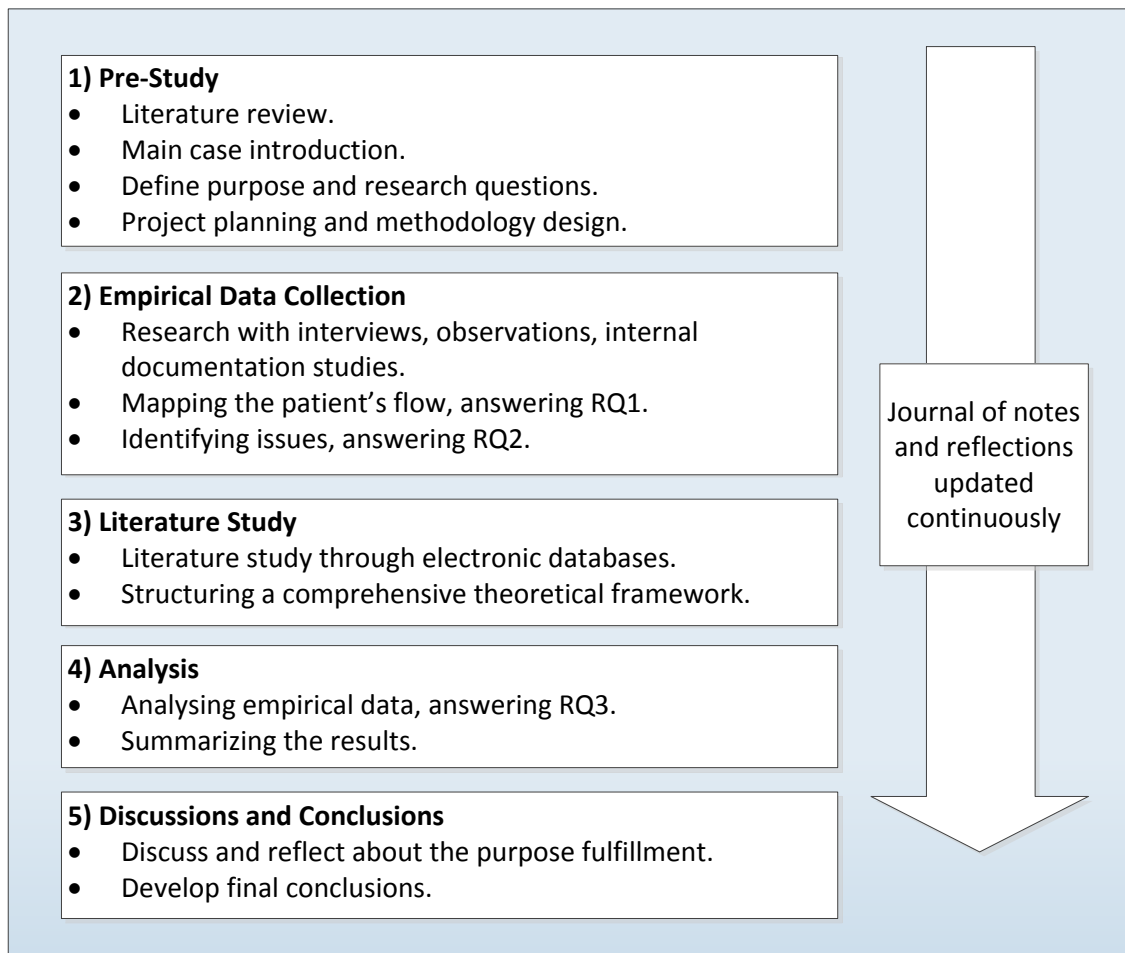 1) Pre-Study
• Literature review.
• Main case introduction.
• Define purpose and research questions.
• Project planning and methodology design.
2) Empirical Data Collection
• Research with interviews, observations, internal
documentation studies.
• Mapping the patient’s flow, answering RQ1.
• Identifying issues, answering RQ2.
3) Literature Study
• Literature study through electronic databases.
• Structuring a comprehensive theoretical framework.
4) Analysis
• Analysing empirical data, answering RQ3.
• Summarizing the results.
5) Discussions and Conclusions
• Discuss and reflect about the purpose fulfillment.
• Develop final conclusions.
Journal of notes
and reflections
updated
continuously